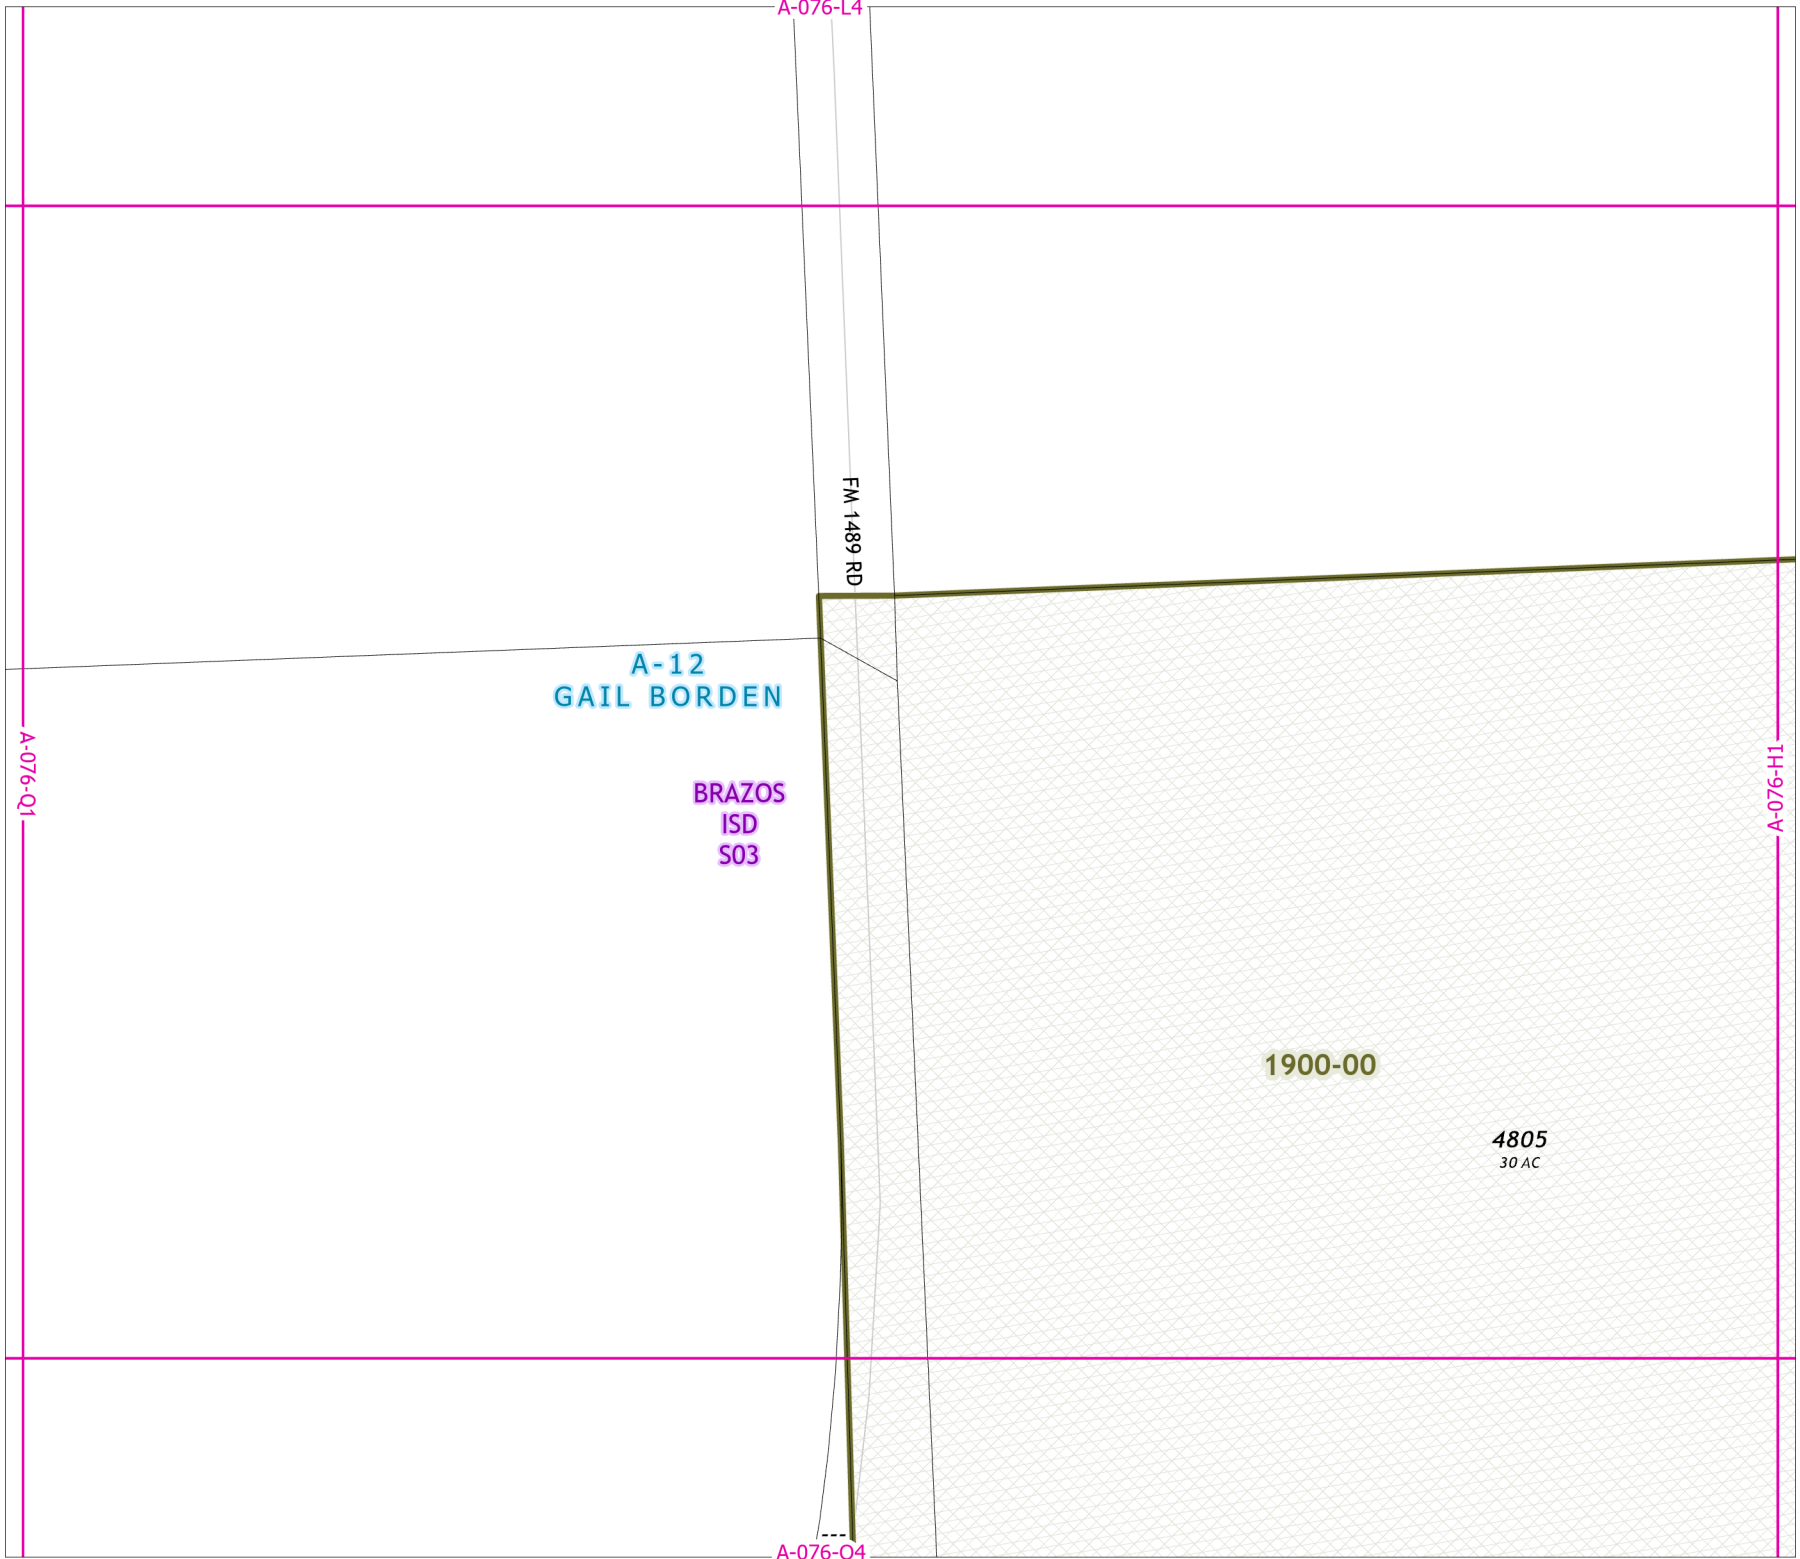 A-076-L4
FM 1489 RD
A-12
GAIL BORDEN
A-076-Q1
BRAZOS
ISD
S03
A-076-H1
1900-00
4805
30 AC
A-076-O4